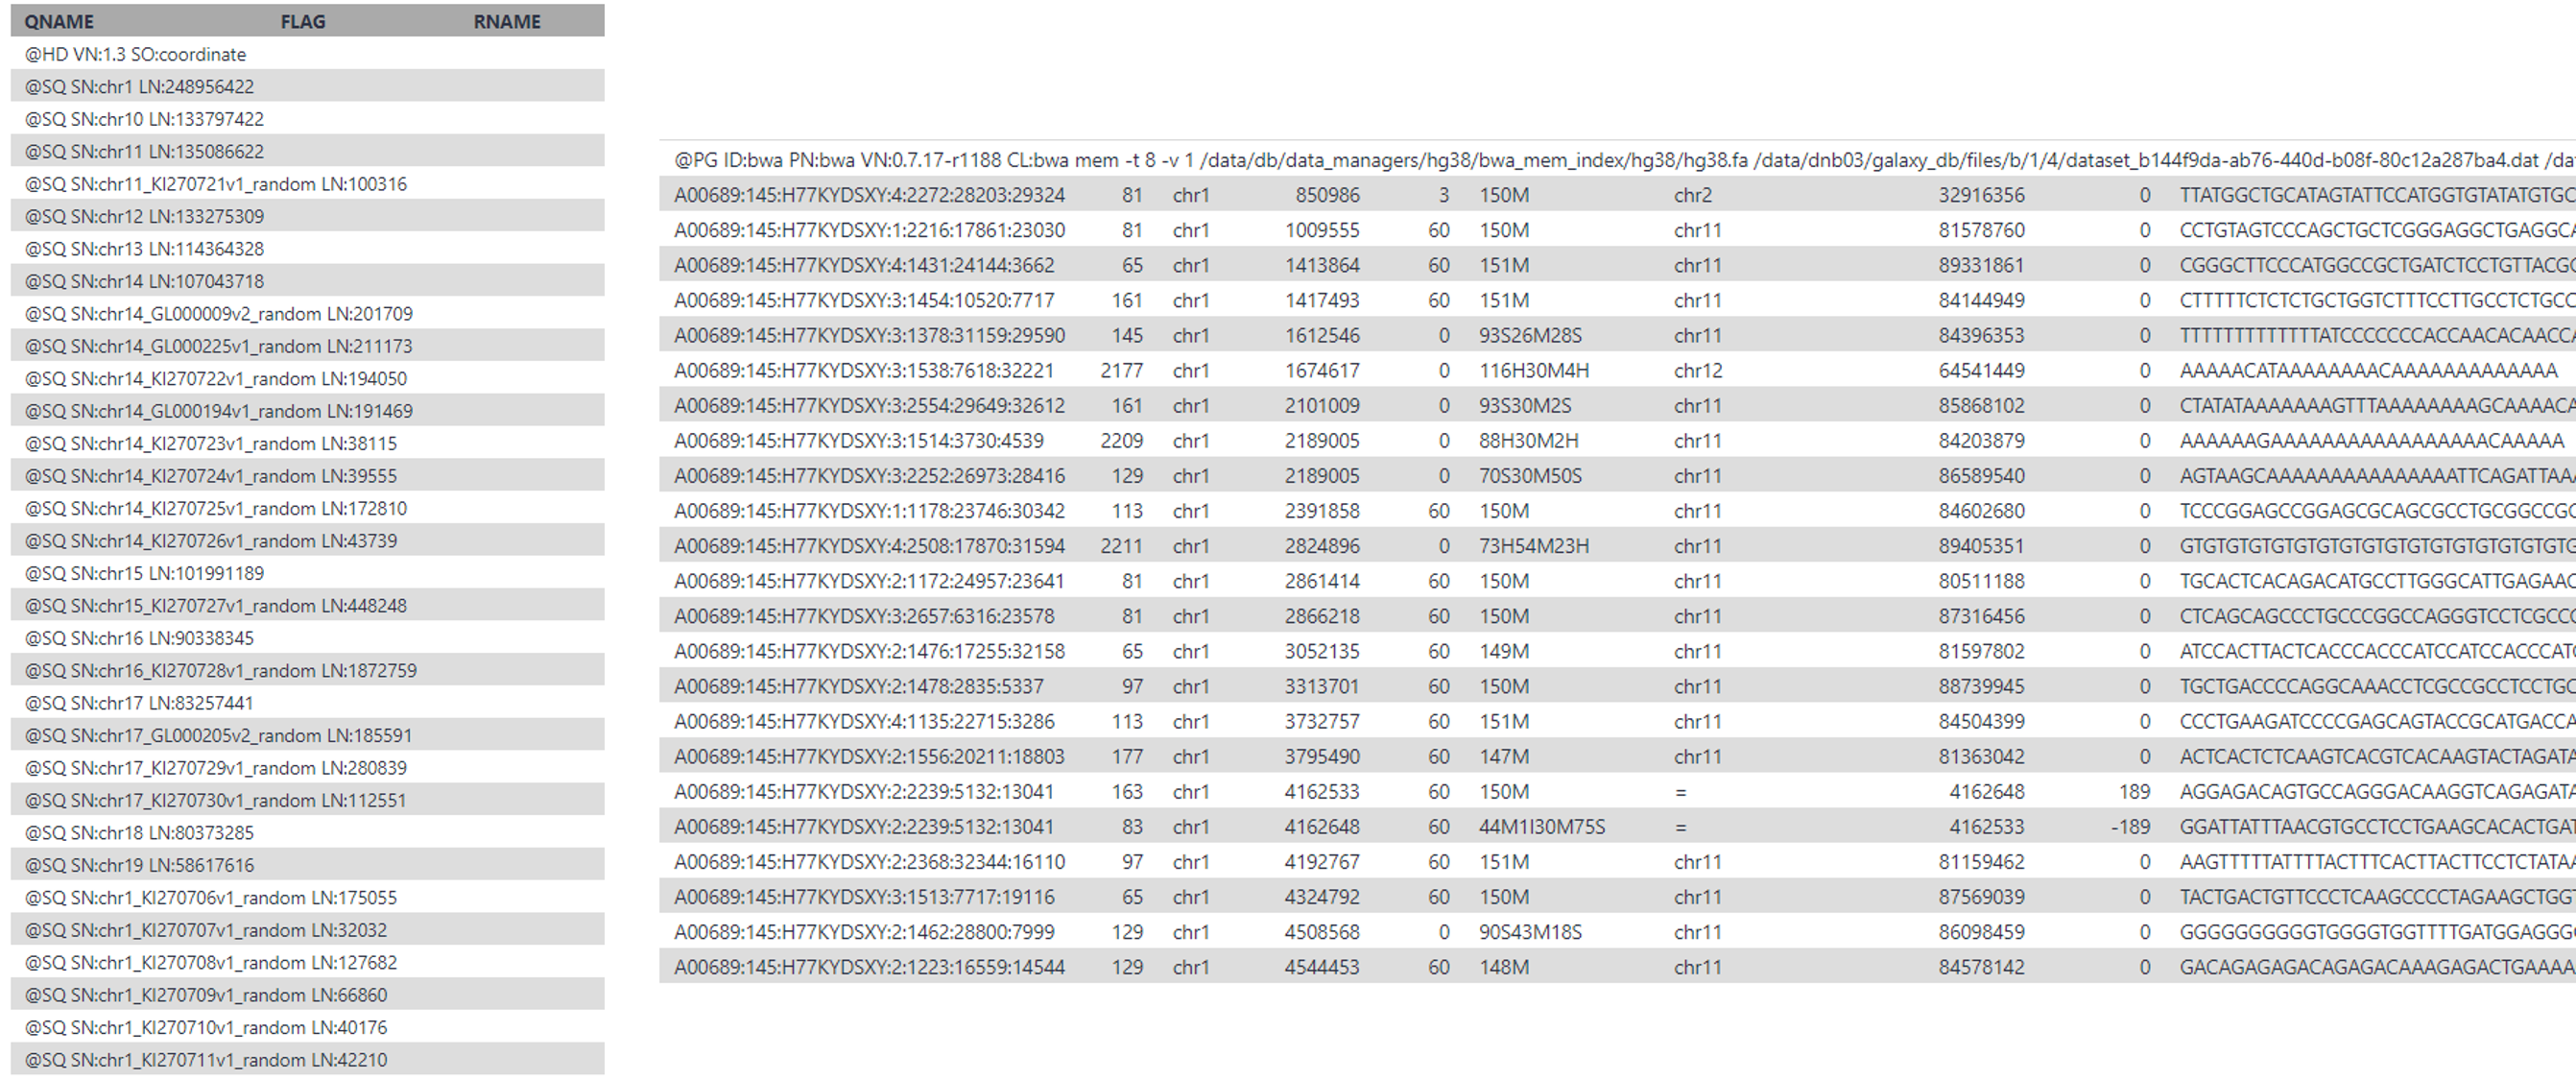 QNAME FLAG RNAME
@HD VN:1.3 SO:coordinate
@SQ SN:chr1 LN:248956422
@SQ SN:chr10 LN:133797422
@SQ SN:chr11 LN:135086622
@SQ SN:chr11_KI270721v1_random LN:100316
@SQ SN:chr12 LN:133275309
@SQ SN:chr13 LN:114364328
@SQ SN:chr14 LN:107043718
@SQ SN:chr14_GL000009v2_random LN:201709
@SQ SN:chr14_GL000225v1_random LN:211173
@SQ SN:chr14_KI270722v1_random LN:194050
@SQ SN:chr14_GL000194v1_random LN:191469
@SQ SN:chr14_KI270723v1_random LN:38115
@SQ SN:chr14_KI270724v1_random LN:39555
@SQ SN:chr14_KI270725v1_random LN:172810
@SQ SN:chr14_KI270726v1_random LN:43739
@SQ SN:chr15 LN:101991189
@SQ SN:chr15_KI270727v1_random LN:448248
@SQ SN:chr16 LN:90338345
@SQ SN:chr16_KI270728v1_random LN:1872759
@SQ SN:chr17 LN:83257441
@SQ SN:chr17_GL000205v2_random LN:185591
@SQ SN:chr17_KI270729v1_random LN:280839
@SQ SN:chr17_KI270730v1_random LN:112551
@SQ SN:chr18 LN:80373285
@SQ SN:chr19 LN:58617616
@SQ SN:chr1_KI270706v1_random LN:175055
@SQ SN:chr1_KI270707v1_random LN:32032
@SQ SN:chr1_KI270708v1_random LN:127682
@SQ SN:chr1_KI270709v1_random LN:66860
@SQ SN:chr1_KI270710v1_random LN:40176
@SQ SN:chr1_KI270711v1_random LN:42210
@PG ID:bwa PN:bwa VN:0.7.17-r1188 CL:bwa mem -t 8 -v 1 /data/db/data_managers/hg38/bwa_mem_index/hg38/hg38.fa /data/dnb03/galaxy_db/files/b/1/4/dataset_b144f9da-ab76-440d-b08f-80c12a287ba4.dat /da
A00689:145:H77KYDSXY:4:2272:28203:29324 81 chr1 850986 3 150M chr2 32916356 0 TTATGGCTGCATAGTATTCCATGGTGTATATGTGC
A00689:145:H77KYDSXY:1:2216:17861:23030 81 chr1 1009555 60 150M chr11 81578760 0 CCTGTAGTCCCAGCTGCTCGGGAGGCTGAGGCA
A00689:145:H77KYDSXY:4:1431:24144:3662 65 chr1 1413864 60 151M chr11 89331861 0 CGGGCTTCCCATGGCCGCTGATCTCCTGTTACGC
A00689:145:H77KYDSXY:3:1454:10520:7717 161 chr1 1417493 60 151M chr11 84144949 0 CTTTTTCTCTCTGCTGGTCTTTCCTTGCCTCTGCC
A00689:145:H77KYDSXY:3:1378:31159:29590 145 chr1 1612546 0 93S26M28S chr11 84396353 0 TTTTTTTTTTTTTATCCCCCCCACCAACACAACCA
A00689:145:H77KYDSXY:3:1538:7618:32221 2177 chr1 1674617 0 116H30M4H chr12 64541449 0 AAAAACATAAAAAAAACAAAAAAAAAAAAA
A00689:145:H77KYDSXY:3:2554:29649:32612 161 chr1 2101009 0 93S30M2S chr11 85868102 0 CTATATAAAAAAAGTTTAAAAAAAAGCAAAACA
A00689:145:H77KYDSXY:3:1514:3730:4539 2209 chr1 2189005 0 88H30M2H chr11 84203879 0 AAAAAAGAAAAAAAAAAAAAAAAACAAAAA
A00689:145:H77KYDSXY:3:2252:26973:28416 129 chr1 2189005 0 70S30M50S chr11 86589540 0 AGTAAGCAAAAAAAAAAAAAAAATTCAGATTAAA
A00689:145:H77KYDSXY:1:1178:23746:30342 113 chr1 2391858 60 150M chr11 84602680 0 TCCCGGAGCCGGAGCGCAGCGCCTGCGGCCGC
A00689:145:H77KYDSXY:4:2508:17870:31594 2211 chr1 2824896 0 73H54M23H chr11 89405351 0 GTGTGTGTGTGTGTGTGTGTGTGTGTGTGTGTGTG
A00689:145:H77KYDSXY:2:1172:24957:23641 81 chr1 2861414 60 150M chr11 80511188 0 TGCACTCACAGACATGCCTTGGGCATTGAGAAC
A00689:145:H77KYDSXY:3:2657:6316:23578 81 chr1 2866218 60 150M chr11 87316456 0 CTCAGCAGCCCTGCCCGGCCAGGGTCCTCGCCC
A00689:145:H77KYDSXY:2:1476:17255:32158 65 chr1 3052135 60 149M chr11 81597802 0 ATCCACTTACTCACCCACCCATCCATCCACCCATC
A00689:145:H77KYDSXY:2:1478:2835:5337 97 chr1 3313701 60 150M chr11 88739945 0 TGCTGACCCCAGGCAAACCTCGCCGCCTCCTGC
A00689:145:H77KYDSXY:4:1135:22715:3286 113 chr1 3732757 60 151M chr11 84504399 0 CCCTGAAGATCCCCGAGCAGTACCGCATGACCA
A00689:145:H77KYDSXY:2:1556:20211:18803 177 chr1 3795490 60 147M chr11 81363042 0 ACTCACTCTCAAGTCACGTCACAAGTACTAGATA
A00689:145:H77KYDSXY:2:2239:5132:13041 163 chr1 4162533 60 150M = 4162648 189 AGGAGACAGTGCCAGGGACAAGGTCAGAGATA
A00689:145:H77KYDSXY:2:2239:5132:13041 83 chr1 4162648 60 44M1I30M75S = 4162533 -189 GGATTATTTAACGTGCCTCCTGAAGCACACTGAT
A00689:145:H77KYDSXY:2:2368:32344:16110 97 chr1 4192767 60 151M chr11 81159462 0 AAGTTTTTATTTTACTTTCACTTACTTCCTCTATAA
A00689:145:H77KYDSXY:3:1513:7717:19116 65 chr1 4324792 60 150M chr11 87569039 0 TACTGACTGTTCCCTCAAGCCCCTAGAAGCTGG
A00689:145:H77KYDSXY:2:1462:28800:7999 129 chr1 4508568 0 90S43M18S chr11 86098459 0 GGGGGGGGGGTGGGGTGGTTTTGATGGAGGGG
A00689:145:H77KYDSXY:2:1223:16559:14544 129 chr1 4544453 60 148M chr11 84578142 0 GACAGAGAGACAGAGACAAAGAGACTGAAAA